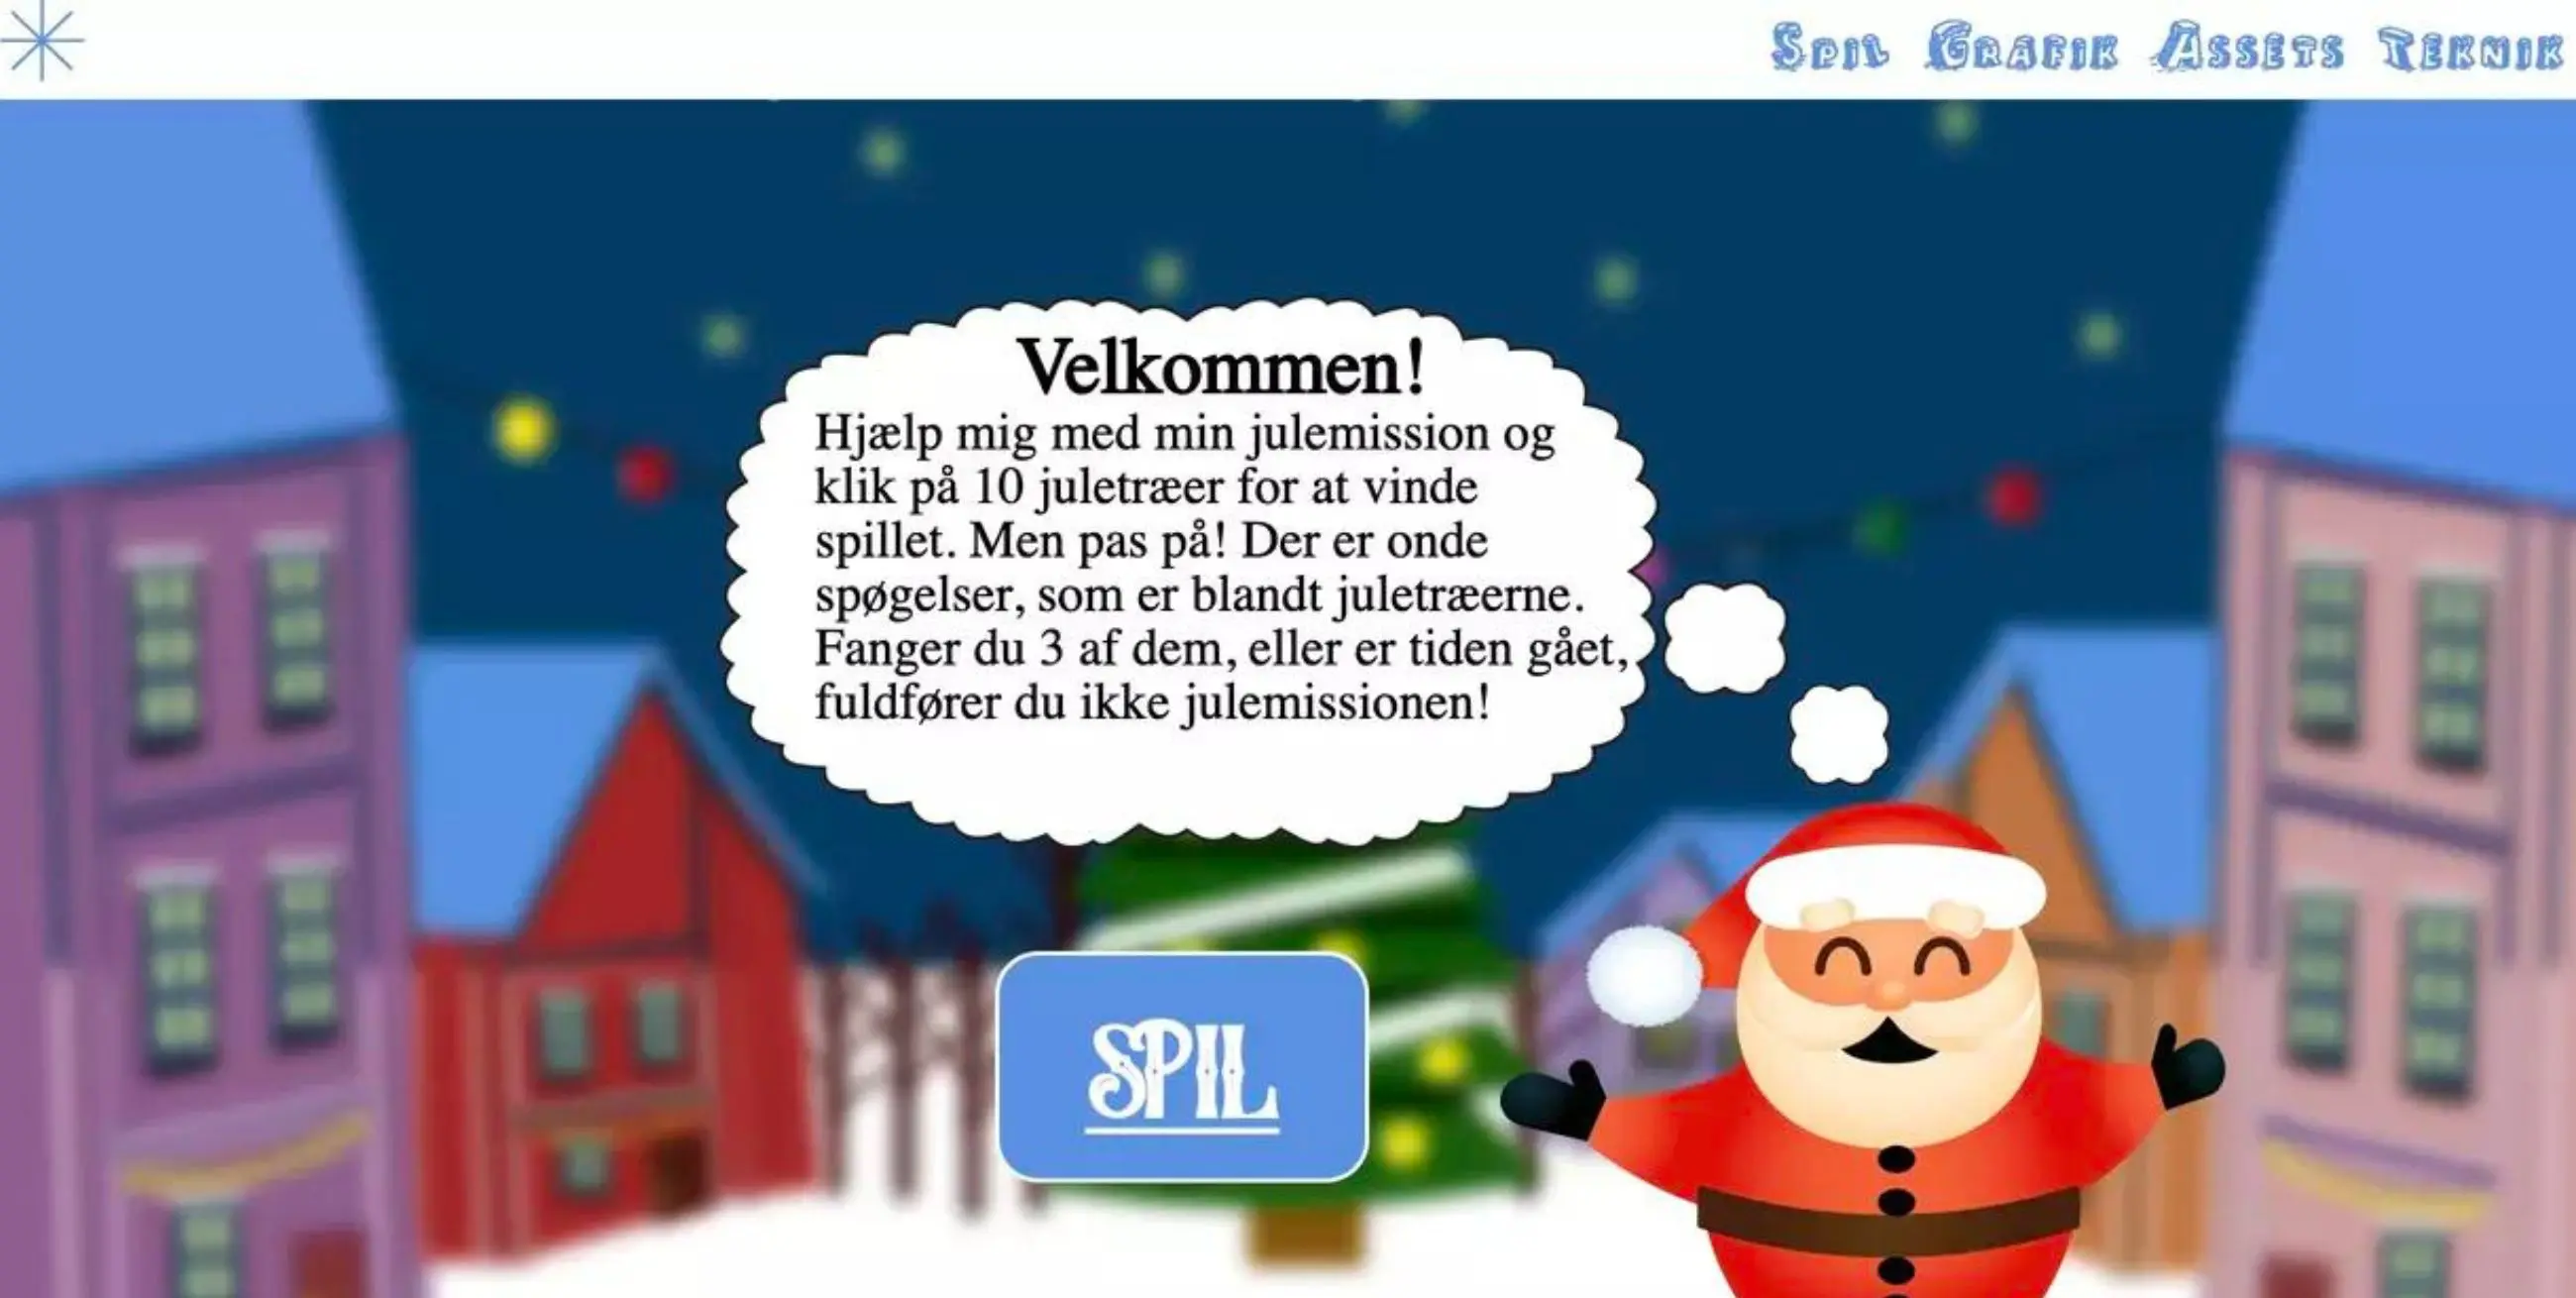 Spil Grafik Assets Teknik
Velkommen!
Hjælp mig med min julemission og
klik på 10 juletræer for at vinde
spillet. Men pas på! Der er onde
spøgelser, som er blandt juletræerne.
Fanger du 3 af dem, eller er tiden gået,
fuldfører du ikke julemissionen!
SPIL